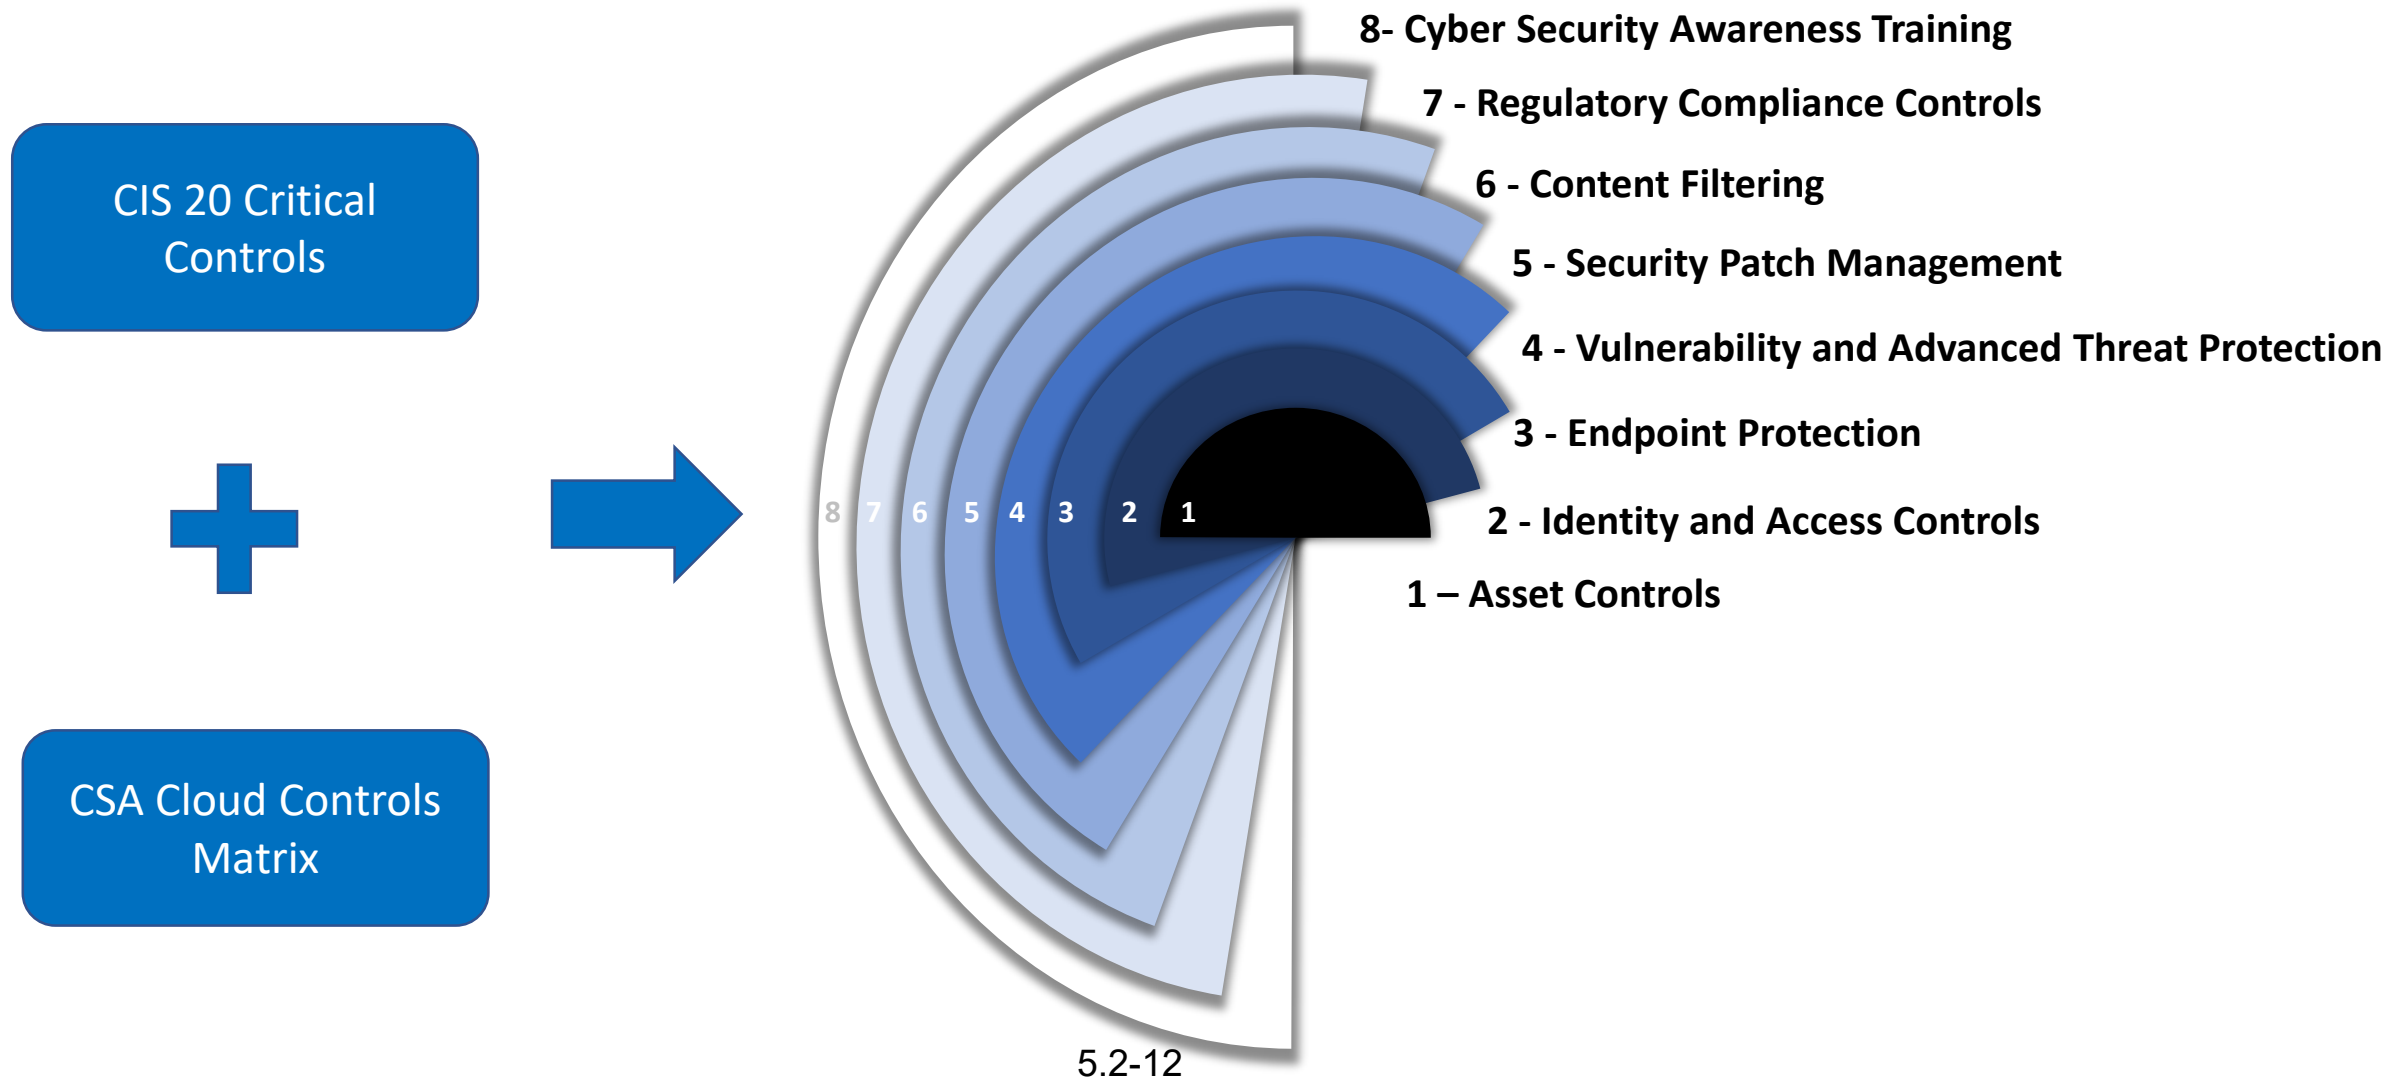 CIS 20 Critical
Controls
CSA Cloud Controls
Matrix
8- Cyber Security Awareness Training
7 - Regulatory Compliance Controls
6 - Content Filtering
5 - Security Patch Management
4 - Vulnerability and Advanced Threat Protection
3 - Endpoint Protection
2 - Identity and Access Controls
1 – Asset Controls
8 7 6 5 4 3 2 1
5.2-12